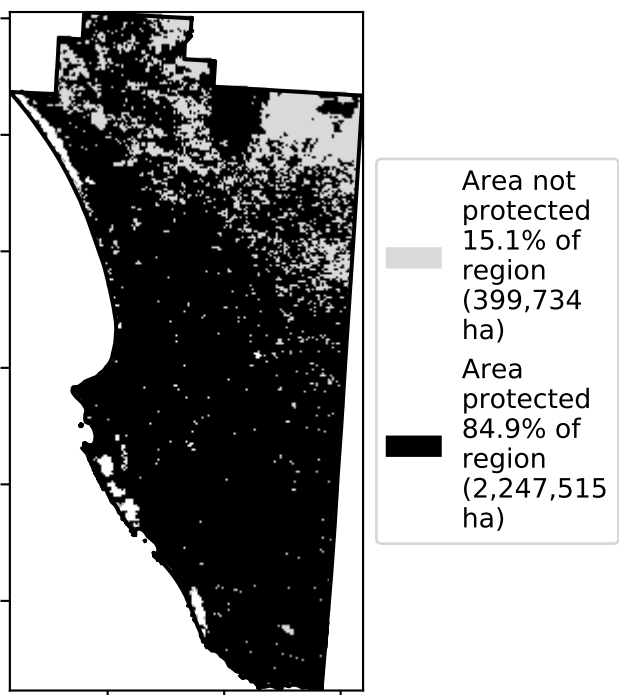 Area not
protected
15.1% of
region
(399,734
ha)
Area
protected
84.9% of
region
(2,247,515
ha)